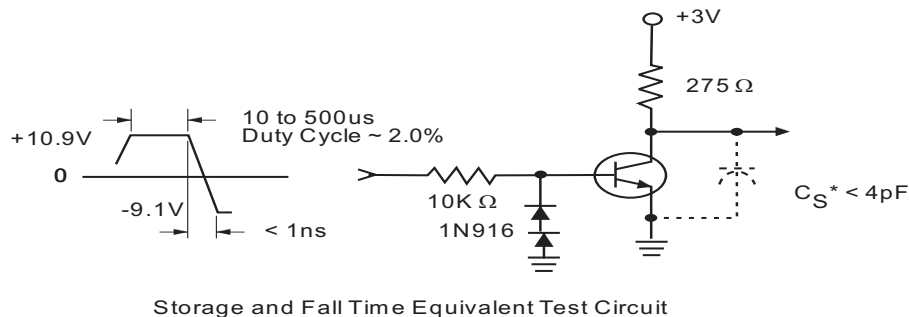 +3V
275 Ω
10 to 500us
Duty Cycle ~ 2.0%
+10.9V
0
-9.1V
< 1ns
10K Ω
1N916
CS* < 4pF
Storage and Fall Time Equivalent Test Circuit